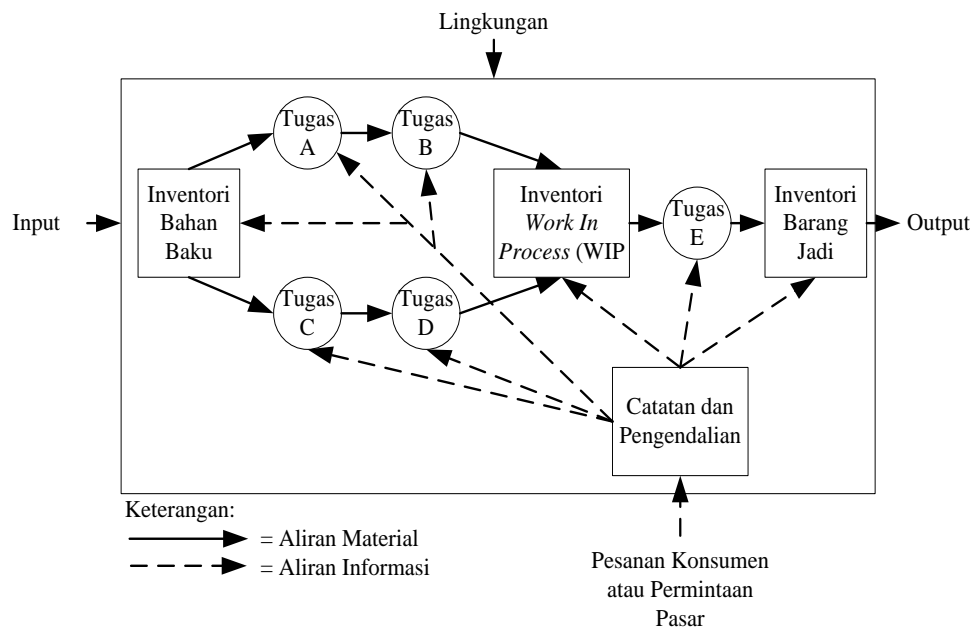 Lingkungan
Tugas
A
Tugas
B
Inventori
Bahan
Baku
Inventori
Work In
Process (WIP
Tugas
E
Inventori
Barang
Jadi
Input
Output
Tugas
C
Tugas
D
Catatan dan
Pengendalian
Keterangan:
= Aliran Material
= Aliran Informasi
Pesanan Konsumen
atau Permintaan
Pasar